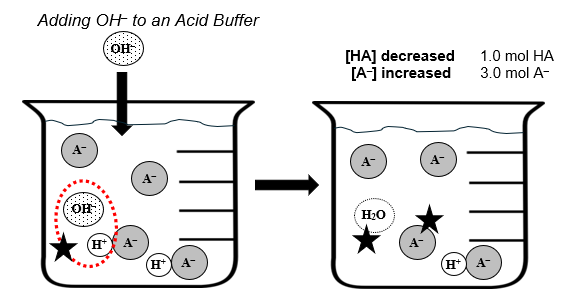 Adding OH⁻ to an Acid Buffer
OH⁻
[HA] decreased 1.0 mol HA
[A⁻] increased 3.0 mol A⁻
A⁻
A⁻
OH⁻
H⁺ A⁻
H⁺ A⁻
A⁻ A⁻
H₂O
A⁻
H⁺ A⁻